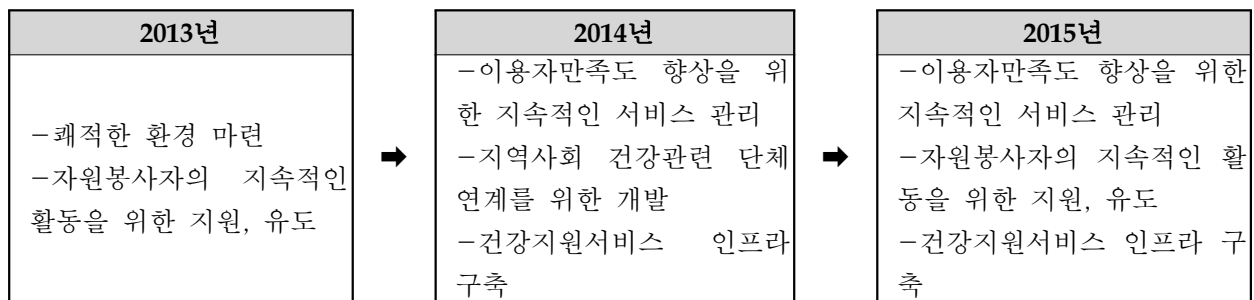 2013년
-쾌적한 환경 마련
-자원봉사자의 지속적인
활동을 위한 지원, 유도
➡
2014년
-이용자만족도 향상을 위
한 지속적인 서비스 관리
-지역사회 건강관련 단체
연계를 위한 개발
-건강지원서비스 인프라
구축
➡
2015년
-이용자만족도 향상을 위한
지속적인 서비스 관리
-자원봉사자의 지속적인 활
동을 위한 지원, 유도
-건강지원서비스 인프라 구
축